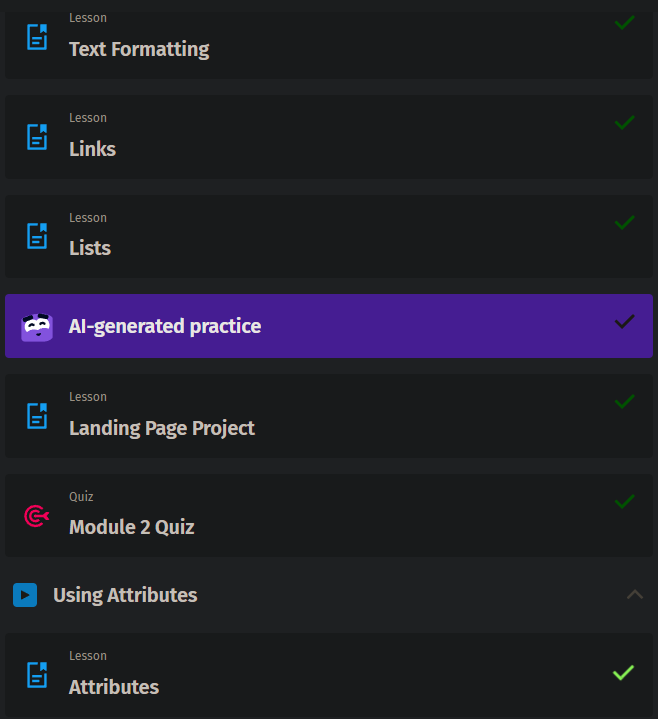 Lesson
Text Formatting
Lesson
Links
Lesson
Lists
AI-generated practice
Lesson
Landing Page Project
Quiz
Module 2 Quiz
Using Attributes
Lesson
Attributes